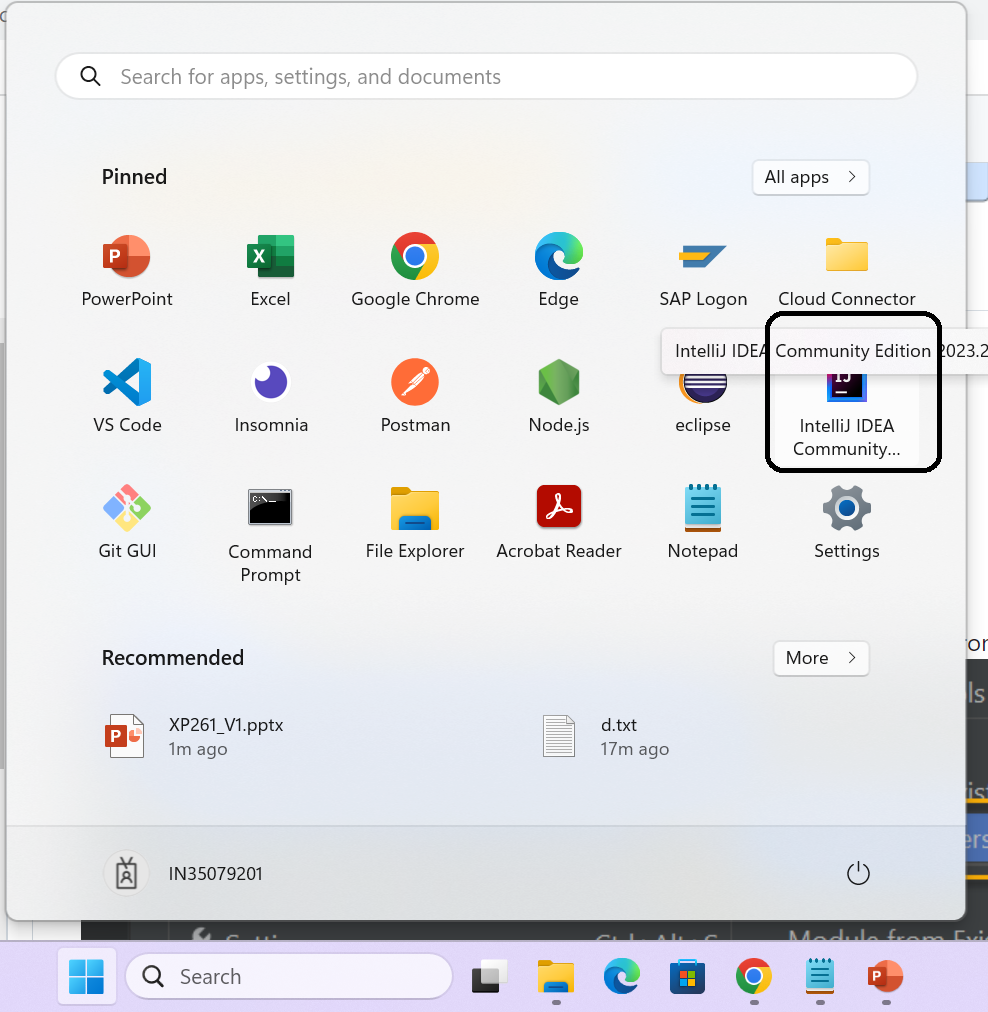 Search for apps, settings, and documents
Pinned
All apps
PowerPoint
Excel
Google Chrome
Edge
SAP Logon
Cloud Connector
IntelliJ IDEA Community Edition 2023.2
VS Code
Insomnia
Postman
Node.js
eclipse
IntelliJ IDEA
Community...
Git GUI
Command
Prompt
File Explorer
Acrobat Reader
Notepad
Settings
Recommended
More
XP261_V1.pptx
1m ago
d.txt
17m ago
IN35079201
Search